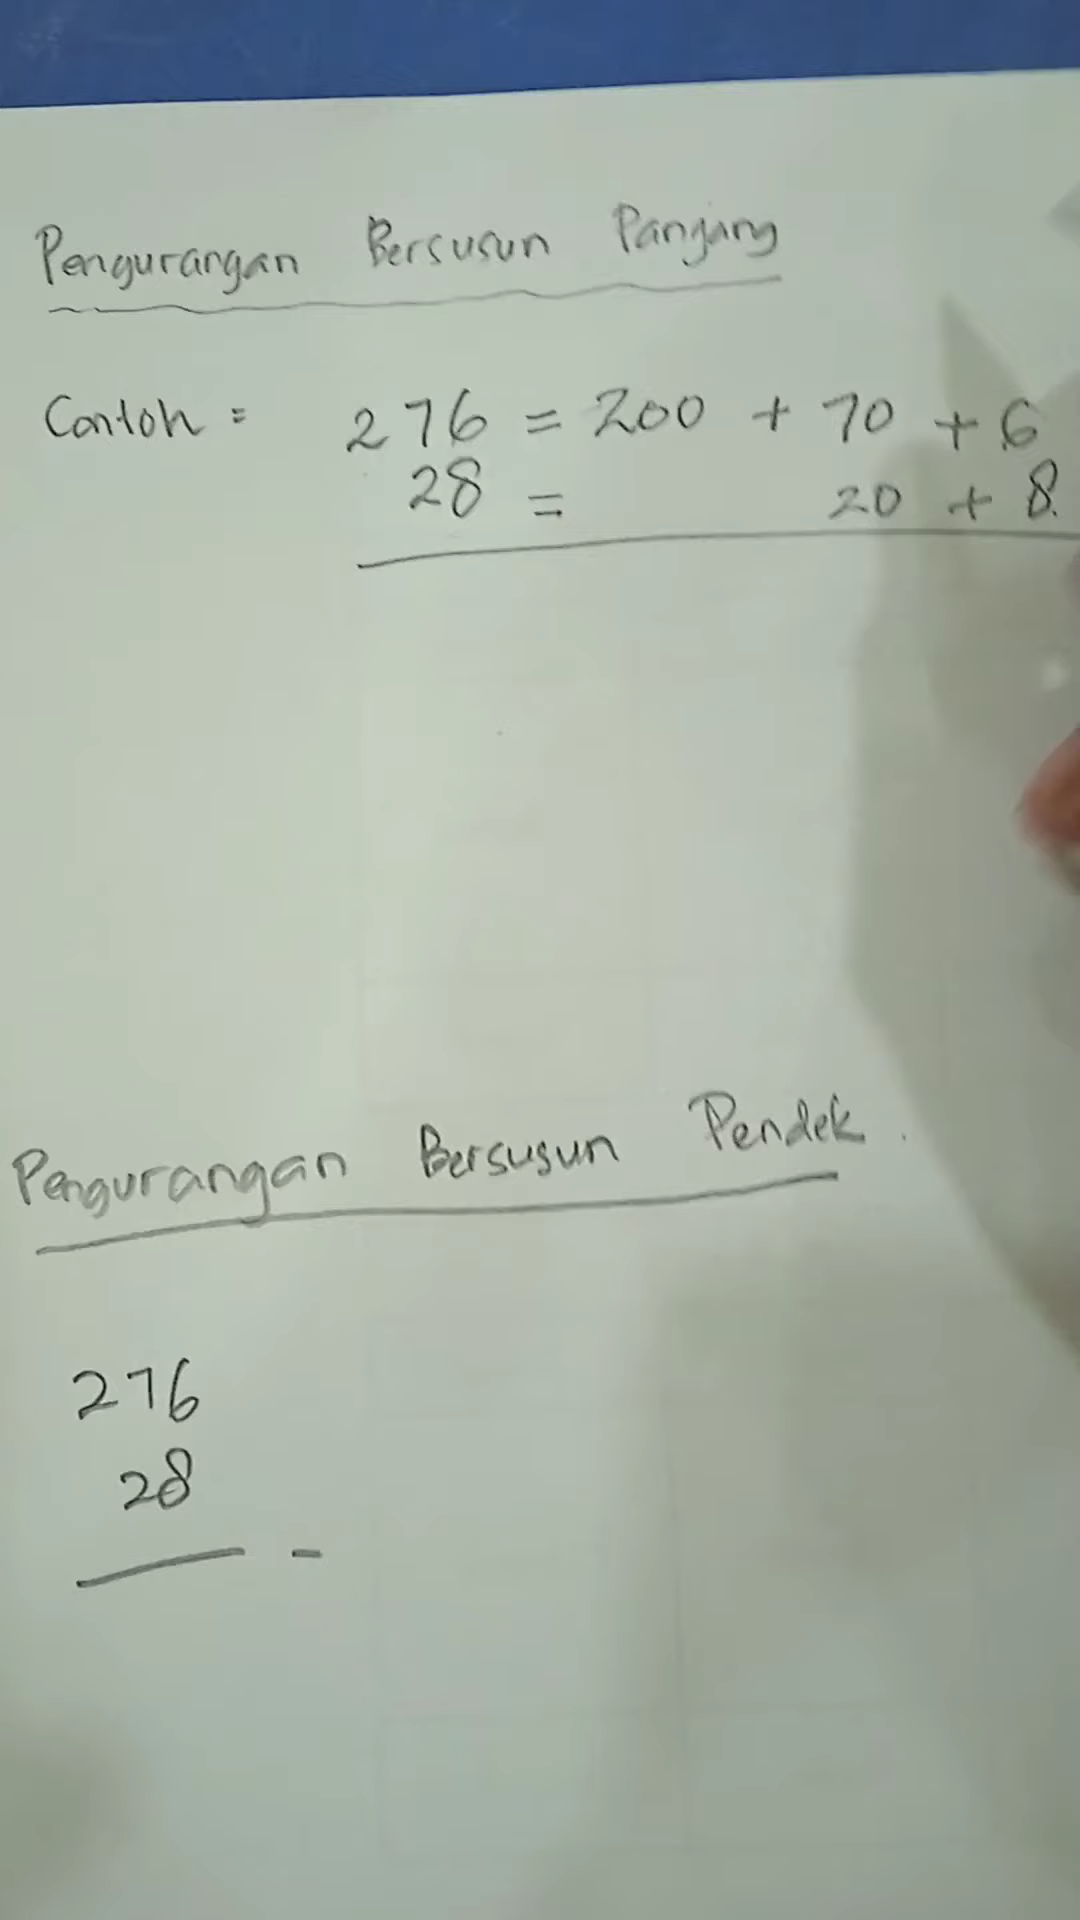 Pengurangan Bersusun Panjang
Contoh = 276 = 200 + 70 + 6
28 = 20 + 8
Pengurangan Bersusun Pendek.
276
28
-